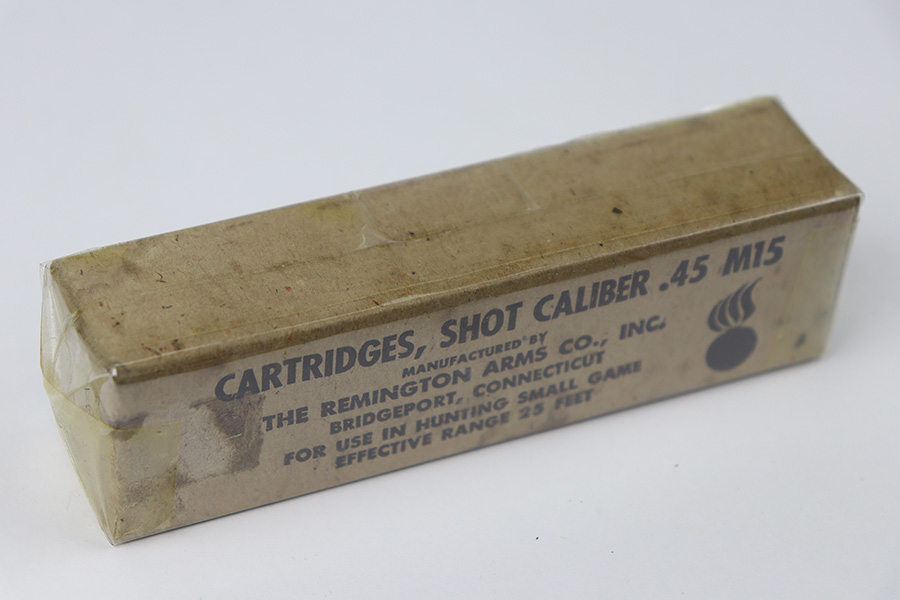 CARTRIDGES, SHOT CALIBER .45 M15
MANUFACTURED BY
THE REMINGTON ARMS CO., INC.
BRIDGEPORT, CONNECTICUT
FOR USE IN HUNTING SMALL GAME
EFFECTIVE RANGE 25 FEET